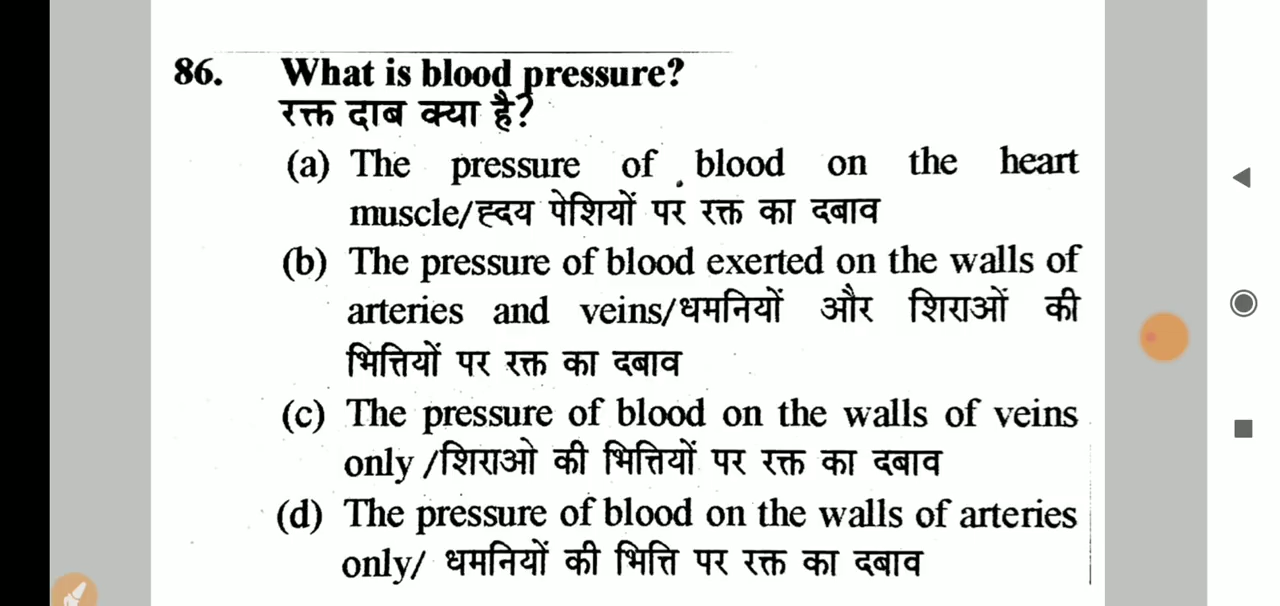 86. What is blood pressure?
रक्त दाब क्या है?
(a) The pressure of blood on the heart
muscle/ह्दय पेशियों पर रक्त का दबाव
(b) The pressure of blood exerted on the walls of
arteries and veins/धमनियों और शिराओं की
भित्तियों पर रक्त का दबाव
(c) The pressure of blood on the walls of veins
only /शिराओ की भित्तियों पर रक्त का दबाव
(d) The pressure of blood on the walls of arteries
only/ धमनियों की भित्ति पर रक्त का दबाव